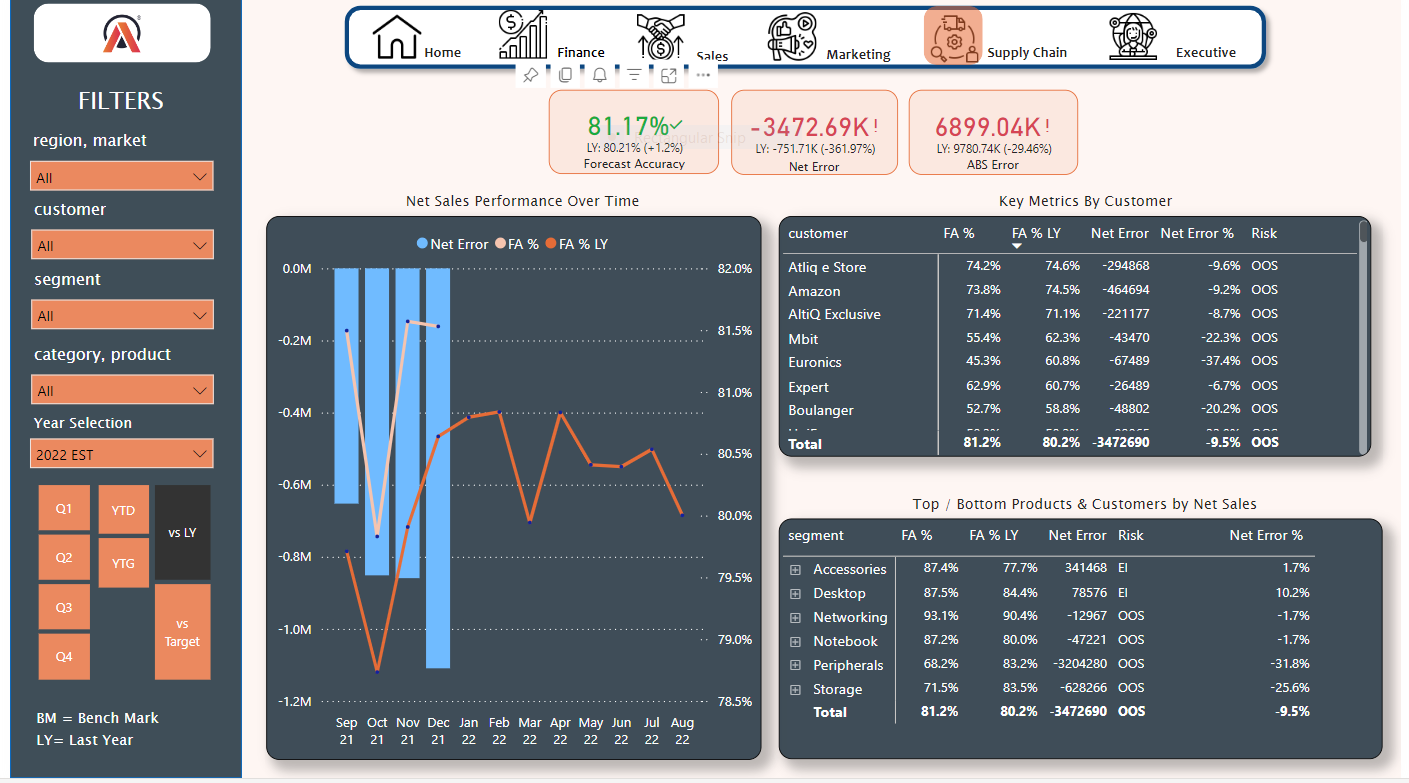 Home
Finance
Sales
Marketing
Supply Chain
Executive
FILTERS
region, market
All
customer
All
segment
All
category, product
All
Year Selection
2022 EST
Q1
Q2
Q3
Q4
YTD
YTG
vs LY
vs
Target
BM = Bench Mark
LY= Last Year
81.17%
LY: 80.21% (+1.2%)
Forecast Accuracy
Rectangular Snip
-3472.69K !
LY: -751.71K (-361.97%)
Net Error
6899.04K !
LY: 9780.74K (-29.46%)
ABS Error
Net Sales Performance Over Time
Net Error FA % FA % LY
0.0M
-0.2M
-0.4M
-0.6M
-0.8M
-1.0M
-1.2M
82.0%
81.5%
81.0%
80.5%
80.0%
79.5%
79.0%
78.5%
Sep Oct Nov Dec Jan Feb Mar Apr May Jun Jul Aug
21 21 21 21 22 22 22 22 22 22 22 22
Key Metrics By Customer
customer FA % FA % LY Net Error Net Error % Risk
Atliq e Store 74.2% 74.6% -294868 -9.6% OOS
Amazon 73.8% 74.5% -464694 -9.2% OOS
AltiQ Exclusive 71.4% 71.1% -221177 -8.7% OOS
Mbit 55.4% 62.3% -43470 -22.3% OOS
Euronics 45.3% 60.8% -67489 -37.4% OOS
Expert 62.9% 60.7% -26489 -6.7% OOS
Boulanger 52.7% 58.8% -48802 -20.2% OOS
Total 81.2% 80.2% -3472690 -9.5% OOS
Top / Bottom Products & Customers by Net Sales
segment FA % FA % LY Net Error Risk Net Error %
Accessories 87.4% 77.7% 341468 EI 1.7%
Desktop 87.5% 84.4% 78576 EI 10.2%
Networking 93.1% 90.4% -12967 OOS -1.7%
Notebook 87.2% 80.0% -47221 OOS -1.7%
Peripherals 68.2% 83.2% -3204280 OOS -31.8%
Storage 71.5% 83.5% -628266 OOS -25.6%
Total 81.2% 80.2% -3472690 OOS -9.5%